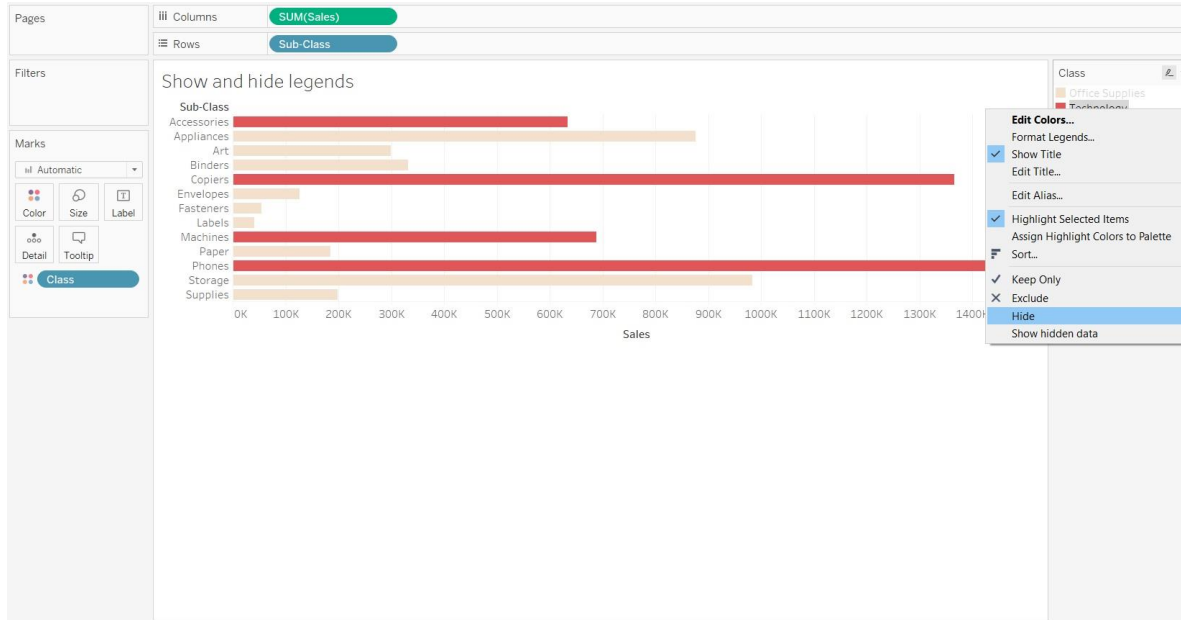 Pages
Columns
SUM(Sales)
Rows
Sub-Class
Filters
Marks
Automatic
Color
Size
Label
Detail
Tooltip
Class
Show and hide legends
Sub-Class
Accessories
Appliances
Art
Binders
Copiers
Envelopes
Fasteners
Labels
Machines
Paper
Phones
Storage
Supplies
0K 100K 200K 300K 400K 500K 600K 700K 800K 900K 1000K 1100K 1200K 1300K 1400K
Sales
Class
Office Supplies
Technology
Edit Colors...
Format Legends...
Show Title
Edit Title...
Edit Alias...
Highlight Selected Items
Assign Highlight Colors to Palette
Sort...
Keep Only
Exclude
Hide
Show hidden data